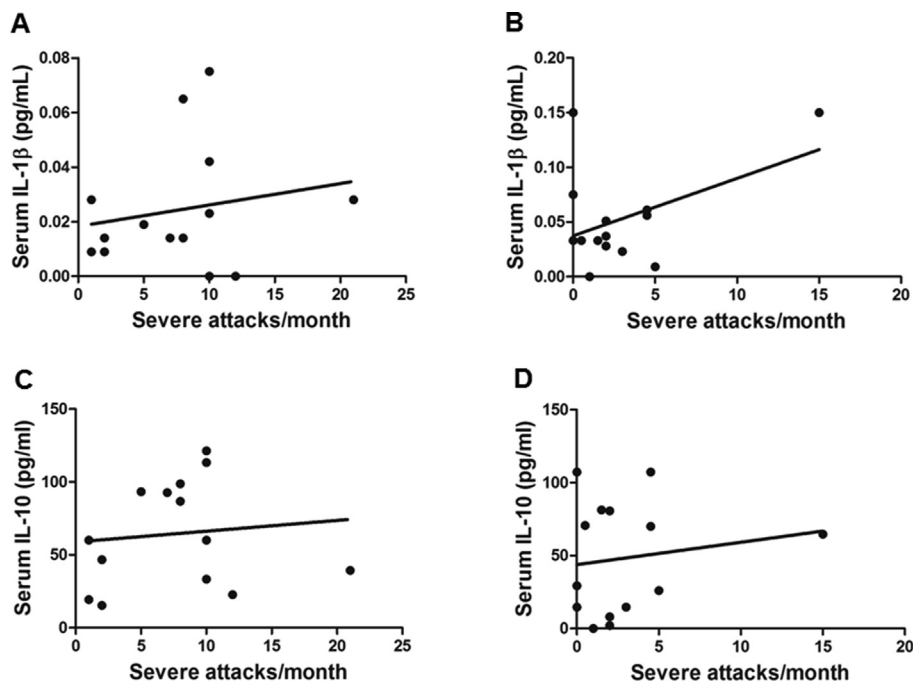 A
Serum IL-1β (pg/mL)
0.08
0.06
0.04
0.02
0.00
0 5 10 15 20 25
Severe attacks/month
B
Serum IL-1β (pg/mL)
0.20
0.15
0.10
0.05
0.00
0 5 10 15 20
Severe attacks/month
C
Serum IL-10 (pg/ml)
150
100
50
0
0 5 10 15 20 25
Severe attacks/month
D
Serum IL-10 (pg/ml)
150
100
50
0
0 5 10 15 20
Severe attacks/month